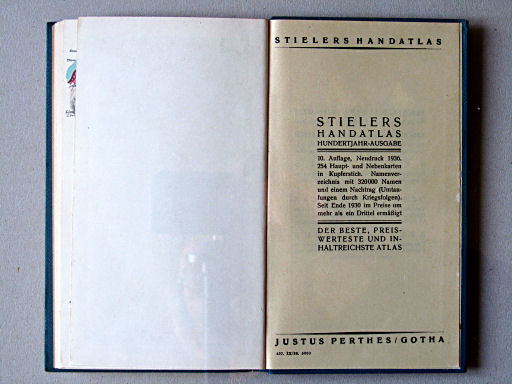 STIELERS HANDATLAS
STIELERS
HANDATLAS
HUNDERTJAHR-AUSGABE
10. Auflage, Neudruck 1936.
254 Haupt- und Nebenkarten
in Kupferstich. Namenver-
zeichnis mit 320000 Namen
und einem Nachtrag (Umtau-
fungen durch Kriegsfolgen).
Seit Ende 1930 im Preise um
mehr als ein Drittel ermäßigt
DER BESTE, PREIS-
WERTESTE UND IN-
HALTREICHSTE ATLAS
JUSTUS PERTHES/GOTHA